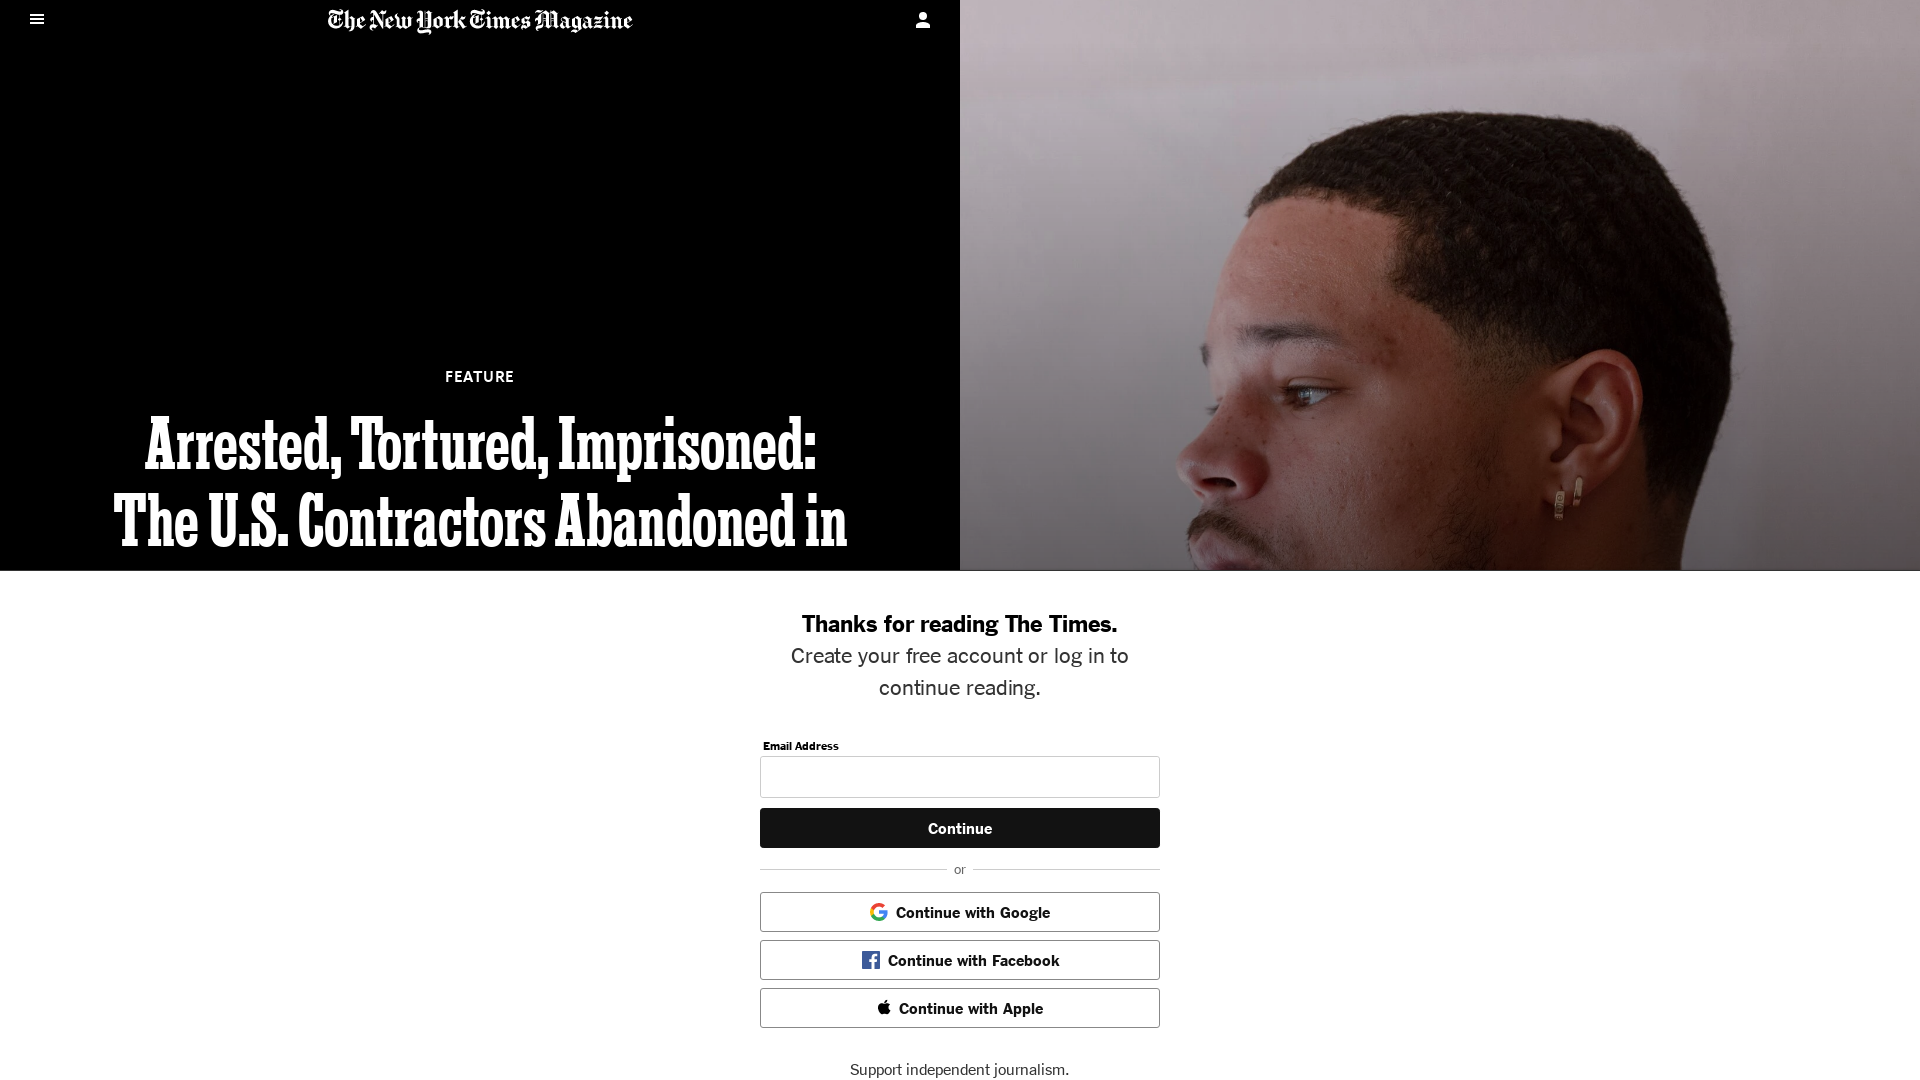 The New York Times Magazine
FEATURE
Arrested, Tortured, Imprisoned:
The U.S. Contractors Abandoned in
Thanks for reading The Times.
Create your free account or log in to
continue reading.
Email Address
Continue
or
Continue with Google
Continue with Facebook
Continue with Apple
Support independent journalism.